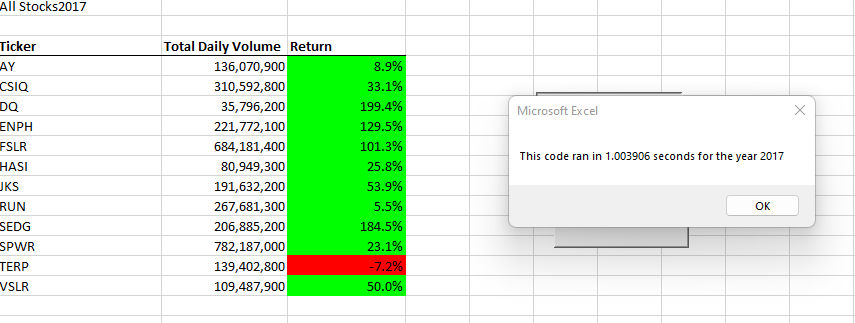 All Stocks2017
Ticker Total Daily Volume Return
AY 136,070,900 8.9%
CSIQ 310,592,800 33.1%
DQ 35,796,200 199.4%
ENPH 221,772,100 129.5%
FSLR 684,181,400 101.3%
HASI 80,949,300 25.8%
JKS 191,632,200 53.9%
RUN 267,681,300 5.5%
SEDG 206,885,200 184.5%
SPWR 782,187,000 23.1%
TERP 139,402,800 -7.2%
VSLR 109,487,900 50.0%
Microsoft Excel
This code ran in 1.003906 seconds for the year 2017
OK